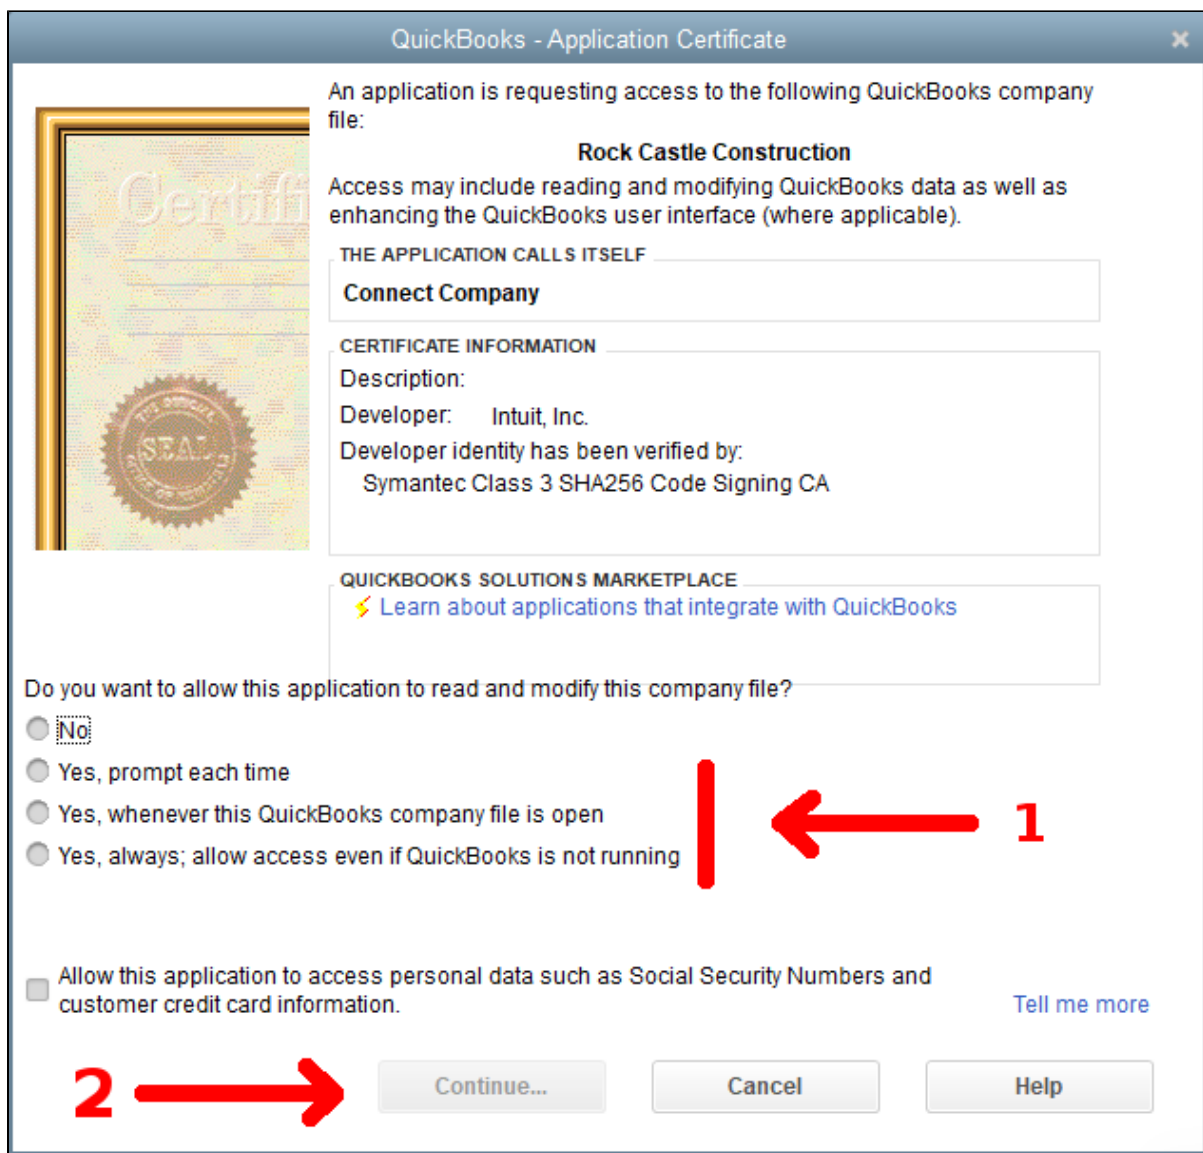 QuickBooks - Application Certificate
An application is requesting access to the following QuickBooks company
file:
Rock Castle Construction
Access may include reading and modifying QuickBooks data as well as
enhancing the QuickBooks user interface (where applicable).
Certifi
THE OFFICIAL
SEAL
THE APPLICATION CALLS ITSELF
Connect Company
CERTIFICATE INFORMATION
Description:
Developer: Intuit, Inc.
Developer identity has been verified by:
Symantec Class 3 SHA256 Code Signing CA
QUICKBOOKS SOLUTIONS MARKETPLACE
Learn about applications that integrate with QuickBooks
Do you want to allow this application to read and modify this company file?
No
Yes, prompt each time
Yes, whenever this QuickBooks company file is open
Yes, always; allow access even if QuickBooks is not running
1
Allow this application to access personal data such as Social Security Numbers and
customer credit card information.
Tell me more
2
Continue...
Cancel
Help